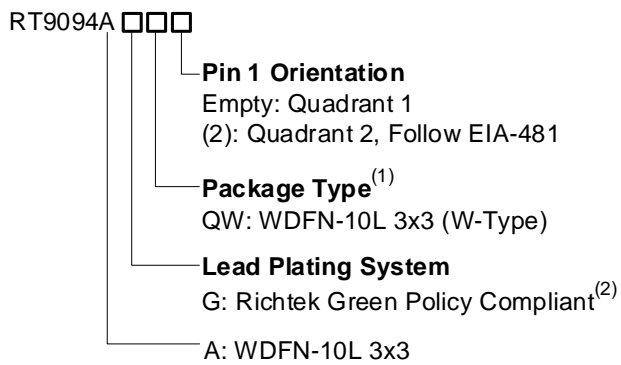 RT9094A □□□
Pin 1 Orientation
Empty: Quadrant 1
(2): Quadrant 2, Follow EIA-481
Package Type(1)
QW: WDFN-10L 3x3 (W-Type)
Lead Plating System
G: Richtek Green Policy Compliant(2)
A: WDFN-10L 3x3